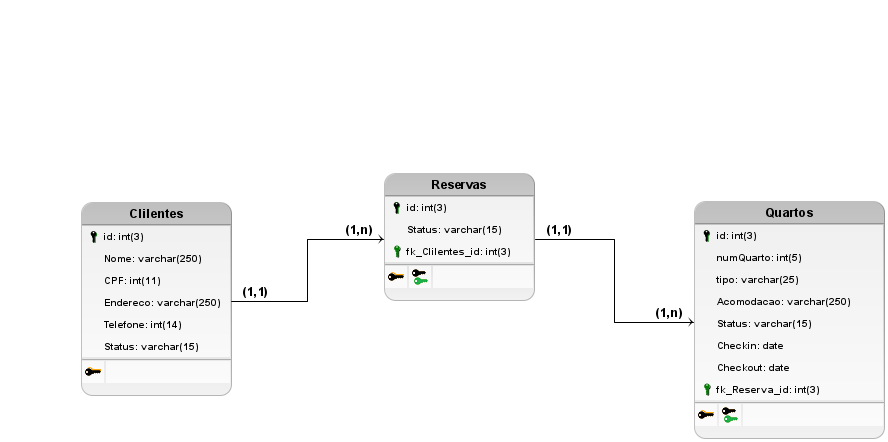 Clilentes
id: int(3)
Nome: varchar(250)
CPF: int(11)
Endereco: varchar(250)
Telefone: int(14)
Status: varchar(15)
(1,1)
(1,n)
Reservas
id: int(3)
Status: varchar(15)
fk_Clilentes_id: int(3)
(1,1)
(1,n)
Quartos
id: int(3)
numQuarto: int(5)
tipo: varchar(25)
Acomodacao: varchar(250)
Status: varchar(15)
Checkin: date
Checkout: date
fk_Reserva_id: int(3)